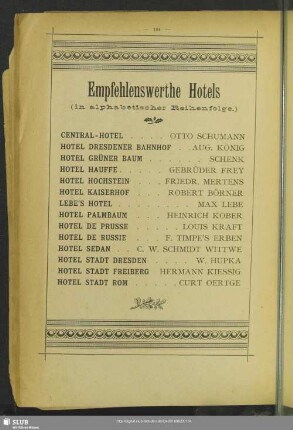 Empfehlenswerthe Hotels
(in alphabetischer Reihenfolge.)
CENTRAL-HOTEL . . . . . OTTO SCHUMANN
HOTEL DRESDENER BAHNHOF . . AUG. KÖNIG
HOTEL GRÜNER BAUM . . . . . SCHENK
HOTEL HAUFFE . . . . . GEBRÜDER FREY
HOTEL HOCHSTEIN . . . . FRIEDR. MERTENS
HOTEL KAISERHOF . . . . ROBERT BÖRNER
LEBE'S HOTEL . . . . . MAX LEBE
HOTEL PALMBAUM . . . . HEINRICH KOBER
HOTEL DE PRUSSE . . . . . LOUIS KRAFT
HOTEL DE RUSSIE . . . F. TIMPE'S ERBEN
HOTEL SEDAN . . . C. W. SCHMIDT WITTWE
HOTEL STADT DRESDEN . . . . W. HUPKA
HOTEL STADT FREIBERG HERMANN KIESSIG
HOTEL STADT ROM . . . . . CURT OERTGE
SLUB